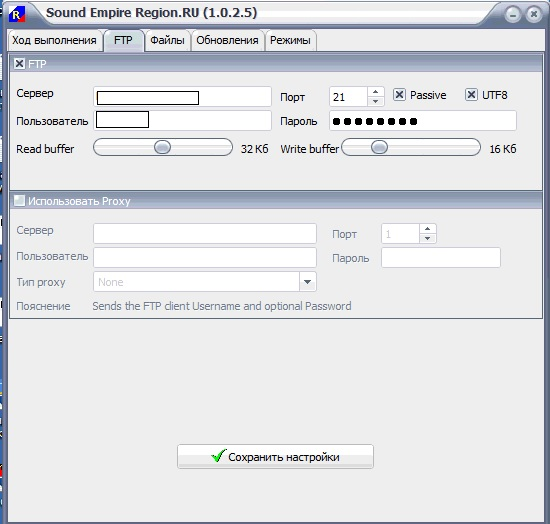 Sound Empire Region.RU (1.0.2.5)
Ход выполнения FTP Файлы Обновления Режимы
FTP
Сервер Порт 21 Passive UTF8
Пользователь Пароль
Read buffer 32 Кб Write buffer 16 Кб
Использовать Proxy
Сервер Порт 1
Пользователь Пароль
Тип proxy None
Пояснение Sends the FTP client Username and optional Password
Сохранить настройки